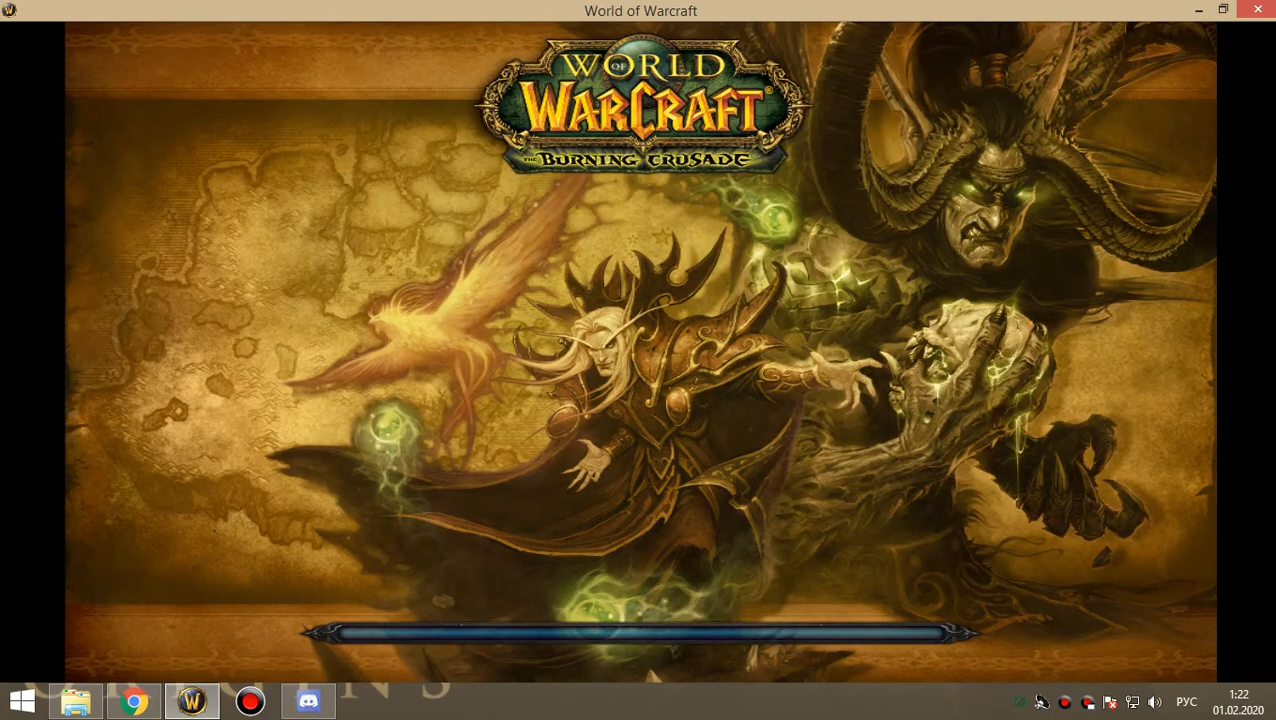 World of Warcraft
WORLD
OF
WARCRAFT®
THE BURNING CRUSADE
РУС
1:22
01.02.2020